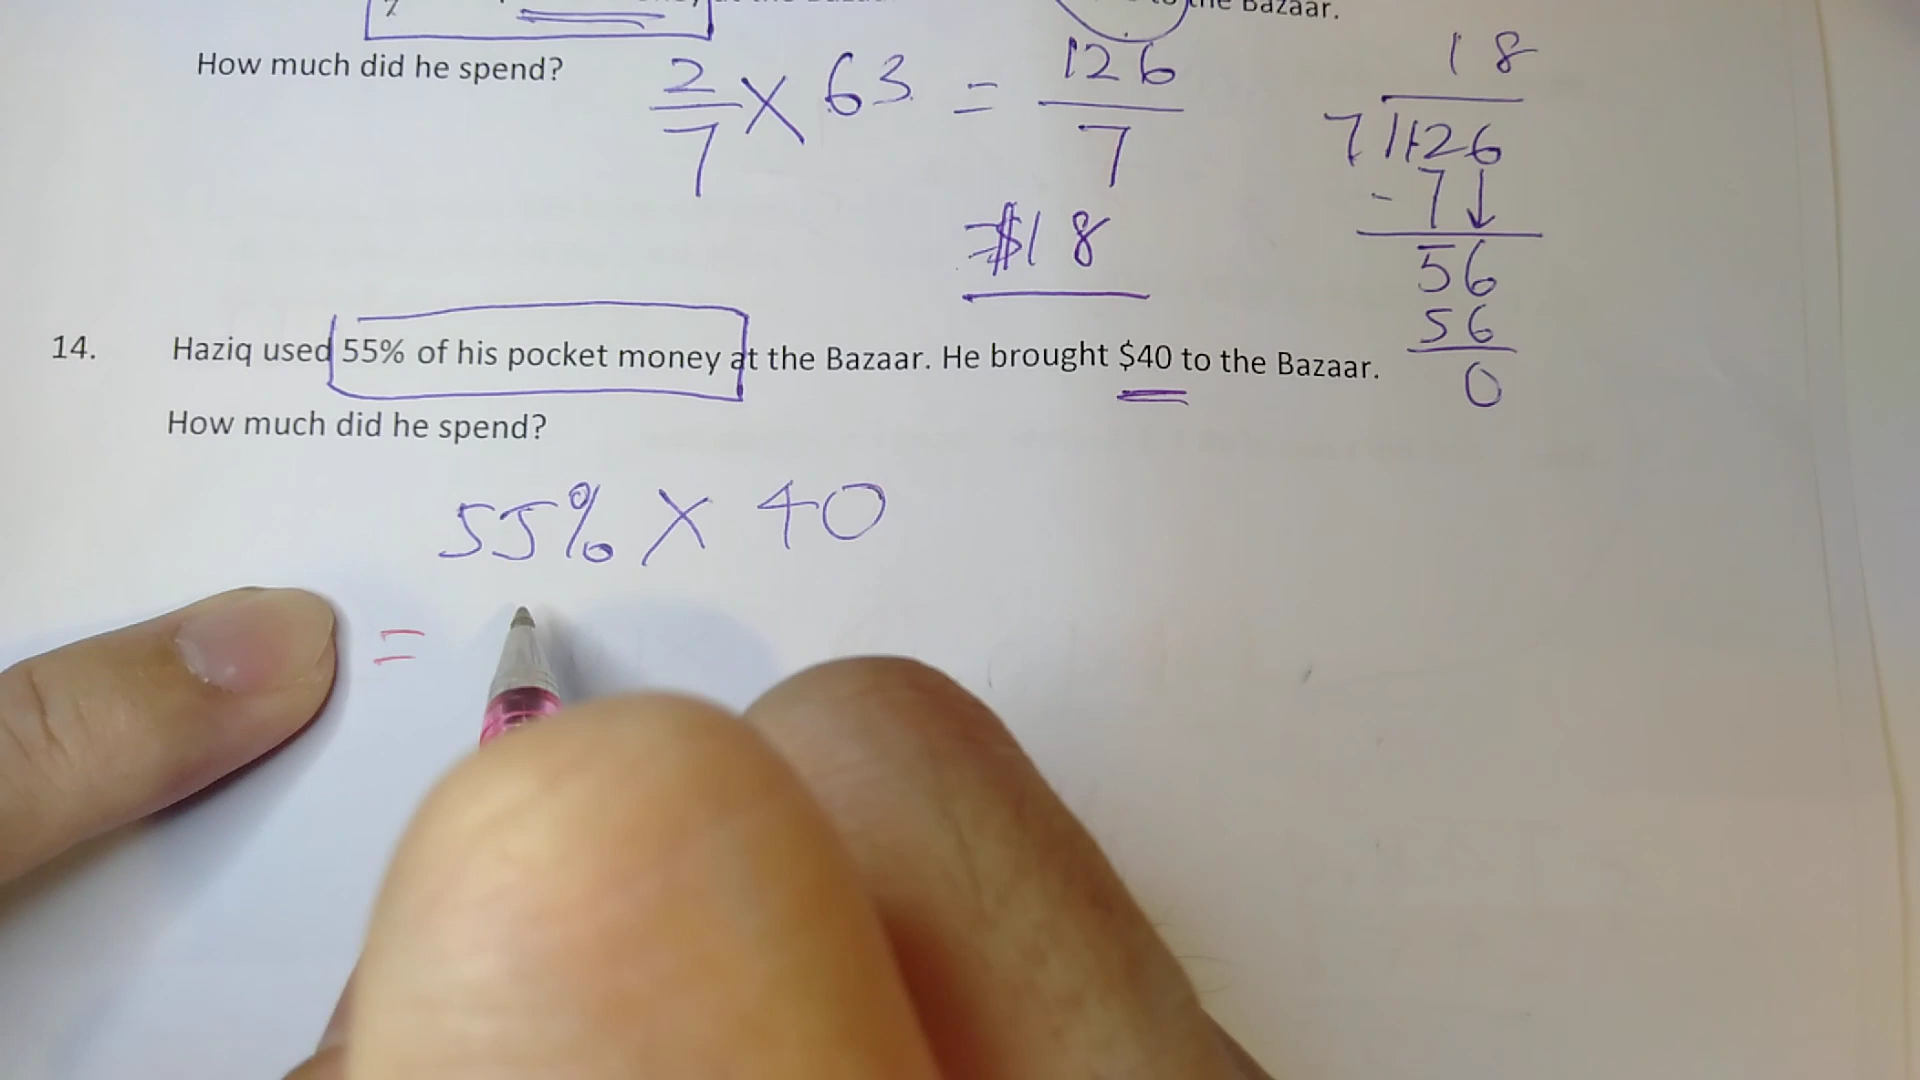 the Bazaar.
How much did he spend?
2/7 × 63 = 126/7
= $18
18
7 126
- 7↓
56
56
0
14. Haziq used 55% of his pocket money at the Bazaar. He brought $40 to the Bazaar.
How much did he spend?
55% × 40
=